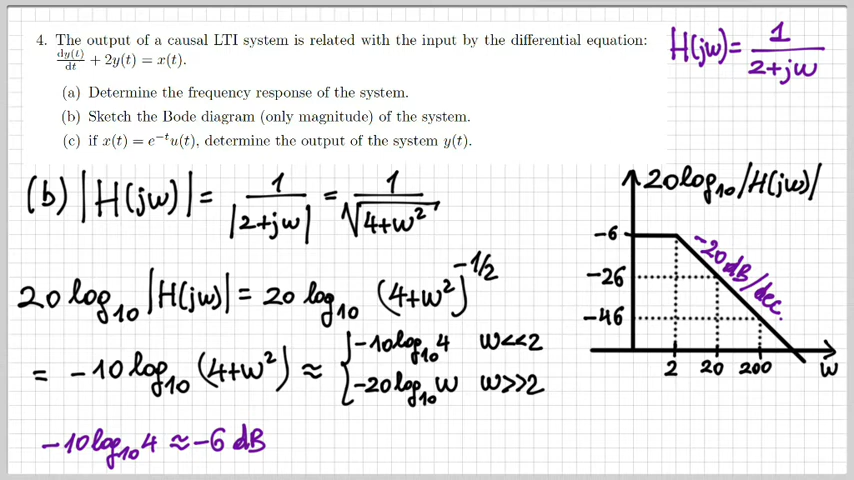 4. The output of a causal LTI system is related with the input by the differential equation:
dy(t)/dt + 2y(t) = x(t).
(a) Determine the frequency response of the system.
(b) Sketch the Bode diagram (only magnitude) of the system.
(c) if x(t) = e^{-t}u(t), determine the output of the system y(t).
H(jw) = 1/(2+jw)
(b) |H(jw)| = 1/|2+jw| = 1/√(4+w²)
20 log₁₀ |H(jw)| = 20 log₁₀ (4+w²)^{-1/2}
= -10 log₁₀ (4+w²) ≈ { -10 log₁₀ 4 w<<2
-20 log₁₀ w w>>2
-10 log₁₀ 4 ≈ -6 dB
20 log₁₀ |H(jw)|
-6
-20 dB/dec.
-26
-46
2 20 200 w